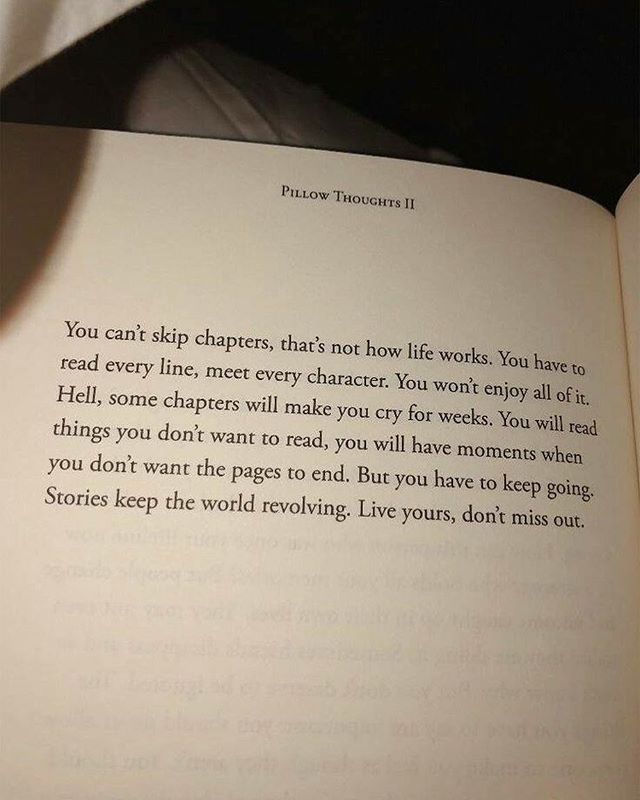 PILLOW THOUGHTS II
You can't skip chapters, that's not how life works. You have to
read every line, meet every character. You won't enjoy all of it.
Hell, some chapters will make you cry for weeks. You will read
things you don't want to read, you will have moments when
you don't want the pages to end. But you have to keep going.
Stories keep the world revolving. Live yours, don't miss out.